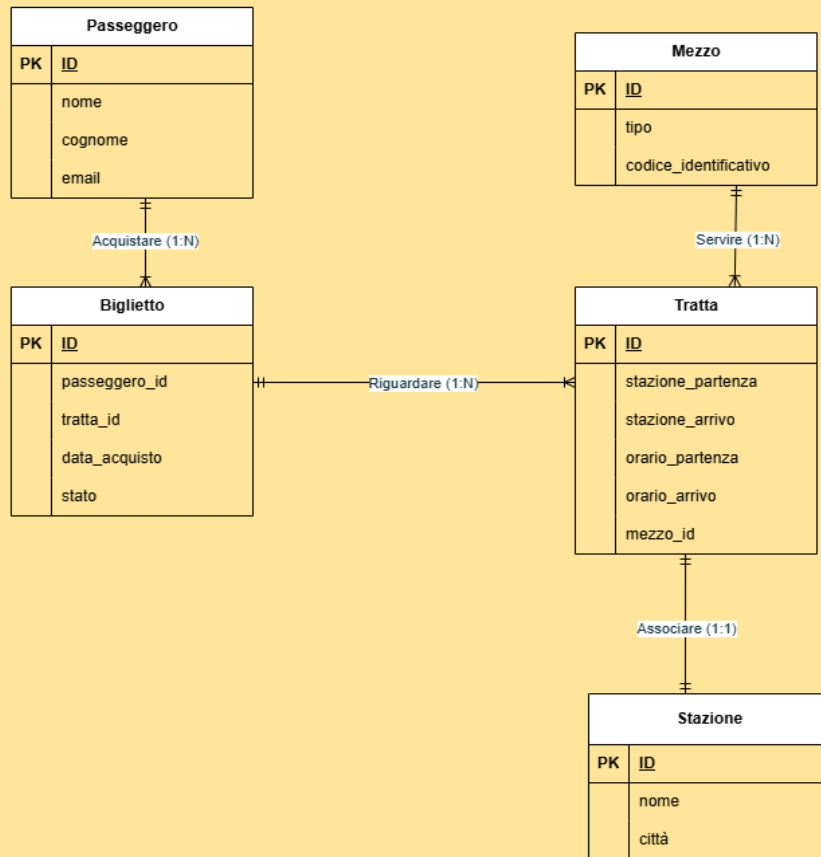 Passeggero
PK ID
nome
cognome
email
Acquistare (1:N)
Biglietto
PK ID
passeggero_id
tratta_id
data_acquisto
stato
Riguardare (1:N)
Mezzo
PK ID
tipo
codice_identificativo
Servire (1:N)
Tratta
PK ID
stazione_partenza
stazione_arrivo
orario_partenza
orario_arrivo
mezzo_id
Associare (1:1)
Stazione
PK ID
nome
città